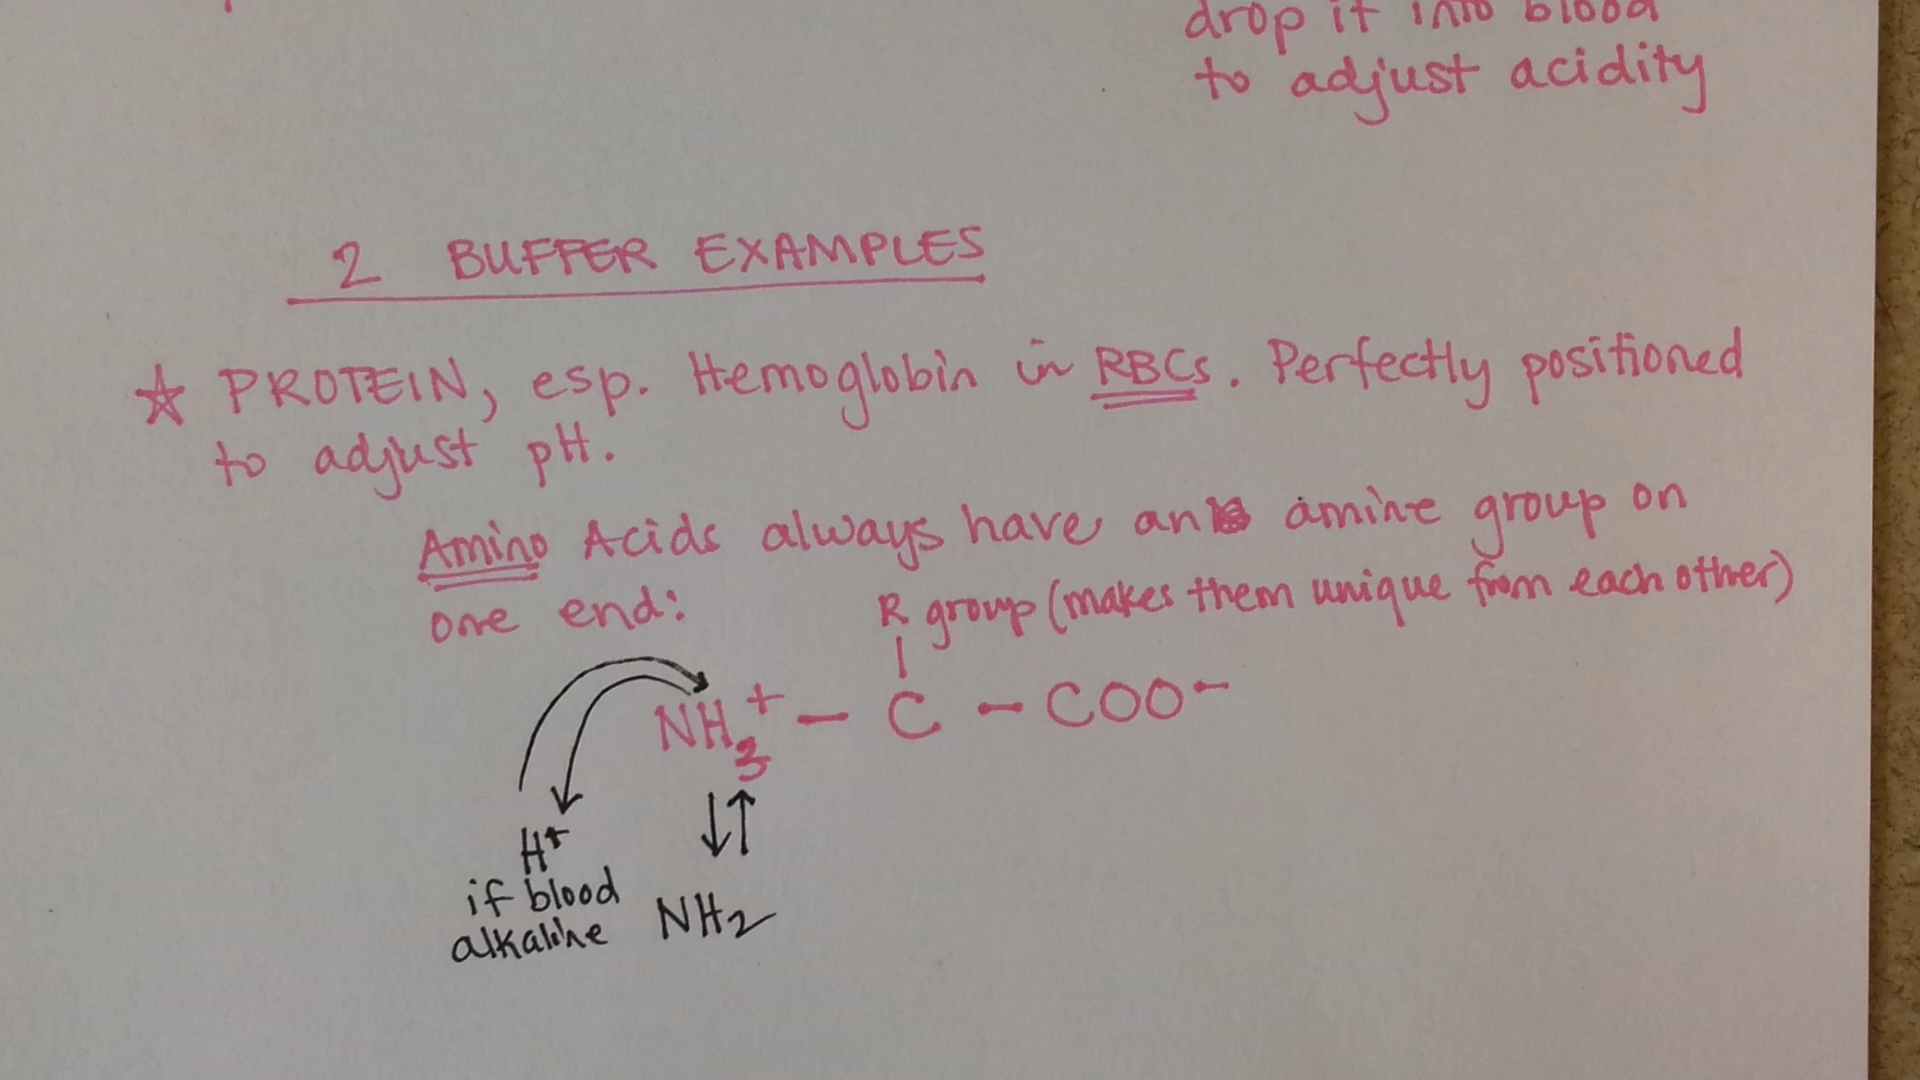 drop it into blood
to adjust acidity
2 BUFFER EXAMPLES
☆ PROTEIN, esp. Hemoglobin in RBCs. Perfectly positioned
to adjust pH.
Amino Acids always have an amine group on
one end:
R group (makes them unique from each other)
NH3+ — C — COO-
H+
if blood
alkaline
NH2